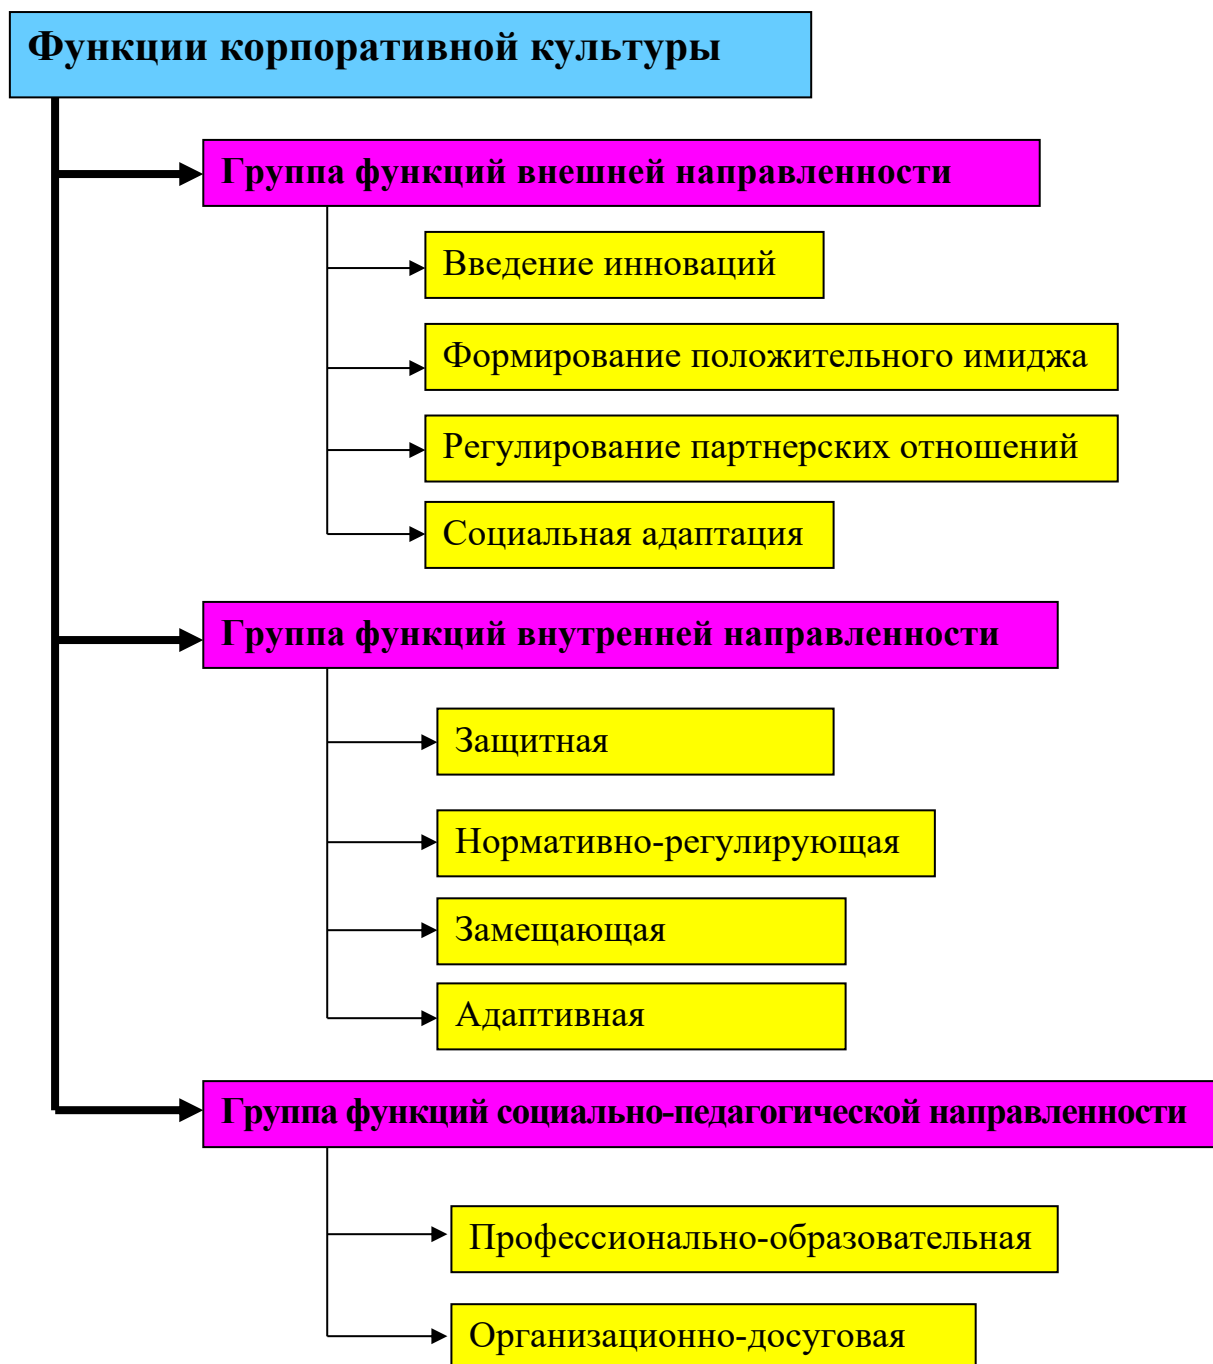 Функции корпоративной культуры
Группа функций внешней направленности
Введение инноваций
Формирование положительного имиджа
Регулирование партнерских отношений
Социальная адаптация
Группа функций внутренней направленности
Защитная
Нормативно-регулирующая
Замещающая
Адаптивная
Группа функций социально-педагогической направленности
Профессионально-образовательная
Организационно-досуговая